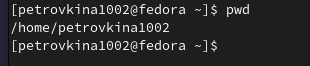 [petrovkina1002@fedora ~]$ pwd
/home/petrovkina1002
[petrovkina1002@fedora ~]$